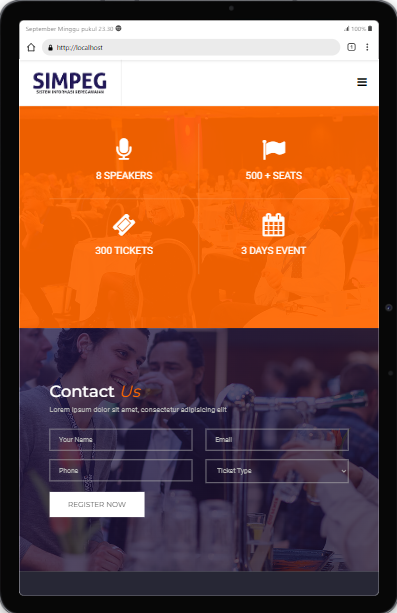 September Minggu pukul 23.30
100%
http://localhost
1
SIMPEG
SISTEM INFORMASI KEPEGAWAIAN
8 SPEAKERS
500 + SEATS
300 TICKETS
3 DAYS EVENT
Contact Us
Lorem ipsum dolor sit amet, consectetur adipisicing elit
Your Name
Email
Phone
Ticket Type
REGISTER NOW